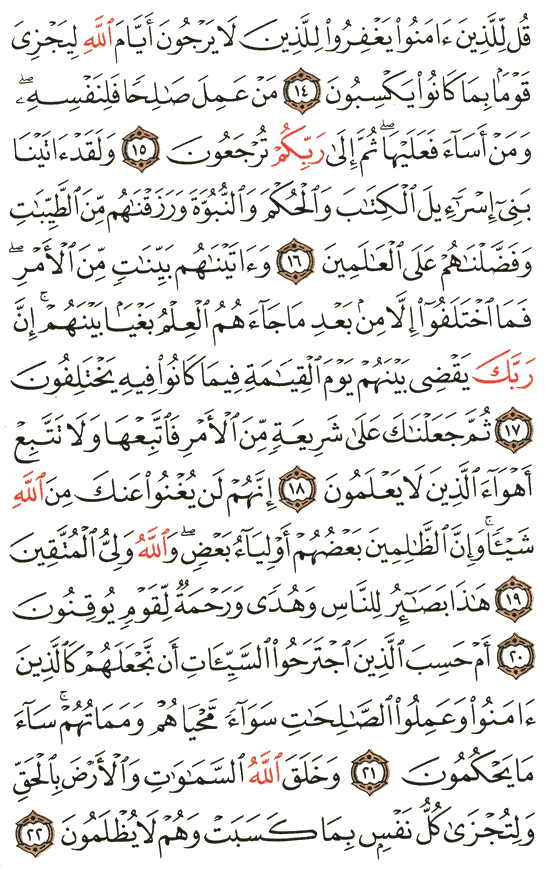 قُل لِّلَّذِينَ ءَامَنُوا۟ يَغْفِرُوا۟ لِلَّذِينَ لَا يَرْجُونَ أَيَّامَ ٱللَّهِ لِيَجْزِىَ
قَوْمًۢا بِمَا كَانُوا۟ يَكْسِبُونَ ١٤ مَنْ عَمِلَ صَـٰلِحًا فَلِنَفْسِهِۦ ۖ
وَمَنْ أَسَآءَ فَعَلَيْهَا ۖ ثُمَّ إِلَىٰ رَبِّكُمْ تُرْجَعُونَ ١٥ وَلَقَدْ ءَاتَيْنَا
بَنِىٓ إِسْرَٰٓءِيلَ ٱلْكِتَـٰبَ وَٱلْحُكْمَ وَٱلنُّبُوَّةَ وَرَزَقْنَـٰهُم مِّنَ ٱلطَّيِّبَـٰتِ
وَفَضَّلْنَـٰهُمْ عَلَى ٱلْعَـٰلَمِينَ ١٦ وَءَاتَيْنَـٰهُم بَيِّنَـٰتٍ مِّنَ ٱلْأَمْرِ ۖ
فَمَا ٱخْتَلَفُوٓا۟ إِلَّا مِنۢ بَعْدِ مَا جَآءَهُمُ ٱلْعِلْمُ بَغْيًۢا بَيْنَهُمْ ۚ إِنَّ
رَبَّكَ يَقْضِى بَيْنَهُمْ يَوْمَ ٱلْقِيَـٰمَةِ فِيمَا كَانُوا۟ فِيهِ يَخْتَلِفُونَ
١٧ ثُمَّ جَعَلْنَـٰكَ عَلَىٰ شَرِيعَةٍ مِّنَ ٱلْأَمْرِ فَٱتَّبِعْهَا وَلَا تَتَّبِعْ
أَهْوَآءَ ٱلَّذِينَ لَا يَعْلَمُونَ ١٨ إِنَّهُمْ لَن يُغْنُوا۟ عَنكَ مِنَ ٱللَّهِ
شَيْـًٔا ۚ وَإِنَّ ٱلظَّـٰلِمِينَ بَعْضُهُمْ أَوْلِيَآءُ بَعْضٍ ۖ وَٱللَّهُ وَلِىُّ ٱلْمُتَّقِينَ
١٩ هَـٰذَا بَصَـٰٓئِرُ لِلنَّاسِ وَهُدًى وَرَحْمَةٌ لِّقَوْمٍ يُوقِنُونَ
٢٠ أَمْ حَسِبَ ٱلَّذِينَ ٱجْتَرَحُوا۟ ٱلسَّيِّـَٔاتِ أَن نَّجْعَلَهُمْ كَٱلَّذِينَ
ءَامَنُوا۟ وَعَمِلُوا۟ ٱلصَّـٰلِحَـٰتِ سَوَآءً مَّحْيَاهُمْ وَمَمَاتُهُمْ ۚ سَآءَ
مَا يَحْكُمُونَ ٢١ وَخَلَقَ ٱللَّهُ ٱلسَّمَـٰوَٰتِ وَٱلْأَرْضَ بِٱلْحَقِّ
وَلِتُجْزَىٰ كُلُّ نَفْسٍۭ بِمَا كَسَبَتْ وَهُمْ لَا يُظْلَمُونَ ٢٢